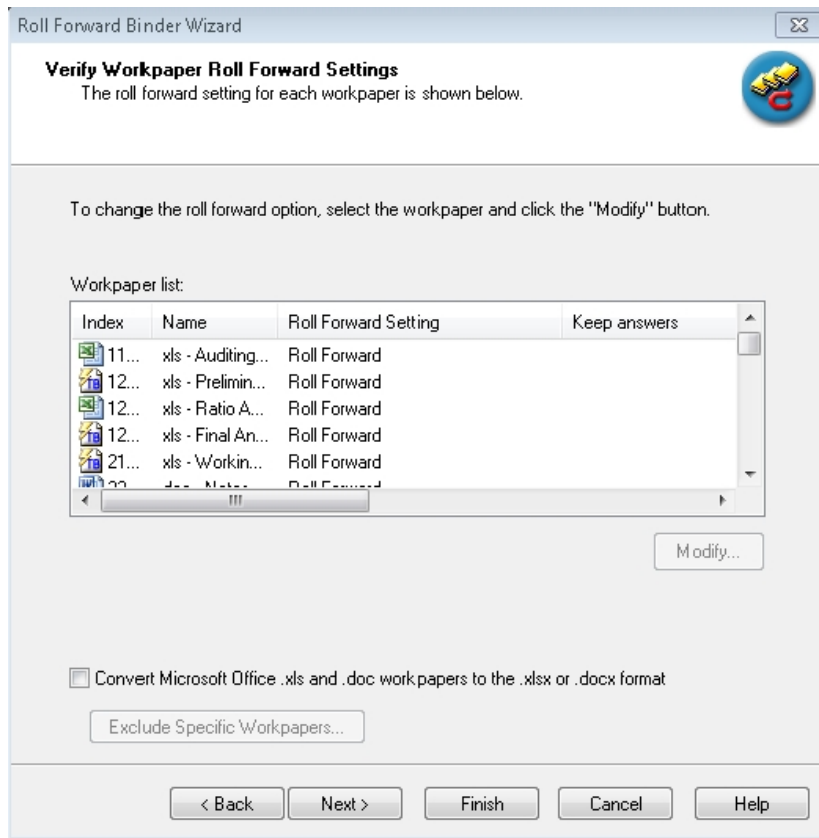 Roll Forward Binder Wizard
Verify Workpaper Roll Forward Settings
The roll forward setting for each workpaper is shown below.
To change the roll forward option, select the workpaper and click the "Modify" button.
Workpaper list:
Index Name Roll Forward Setting Keep answers
11... xls - Auditing... Roll Forward
12... xls - Prelimin... Roll Forward
12... xls - Ratio A... Roll Forward
12... xls - Final An... Roll Forward
21... xls - Workin... Roll Forward
Roll Forward
Modify...
Convert Microsoft Office .xls and .doc workpapers to the .xlsx or .docx format
Exclude Specific Workpapers...
< Back Next > Finish Cancel Help